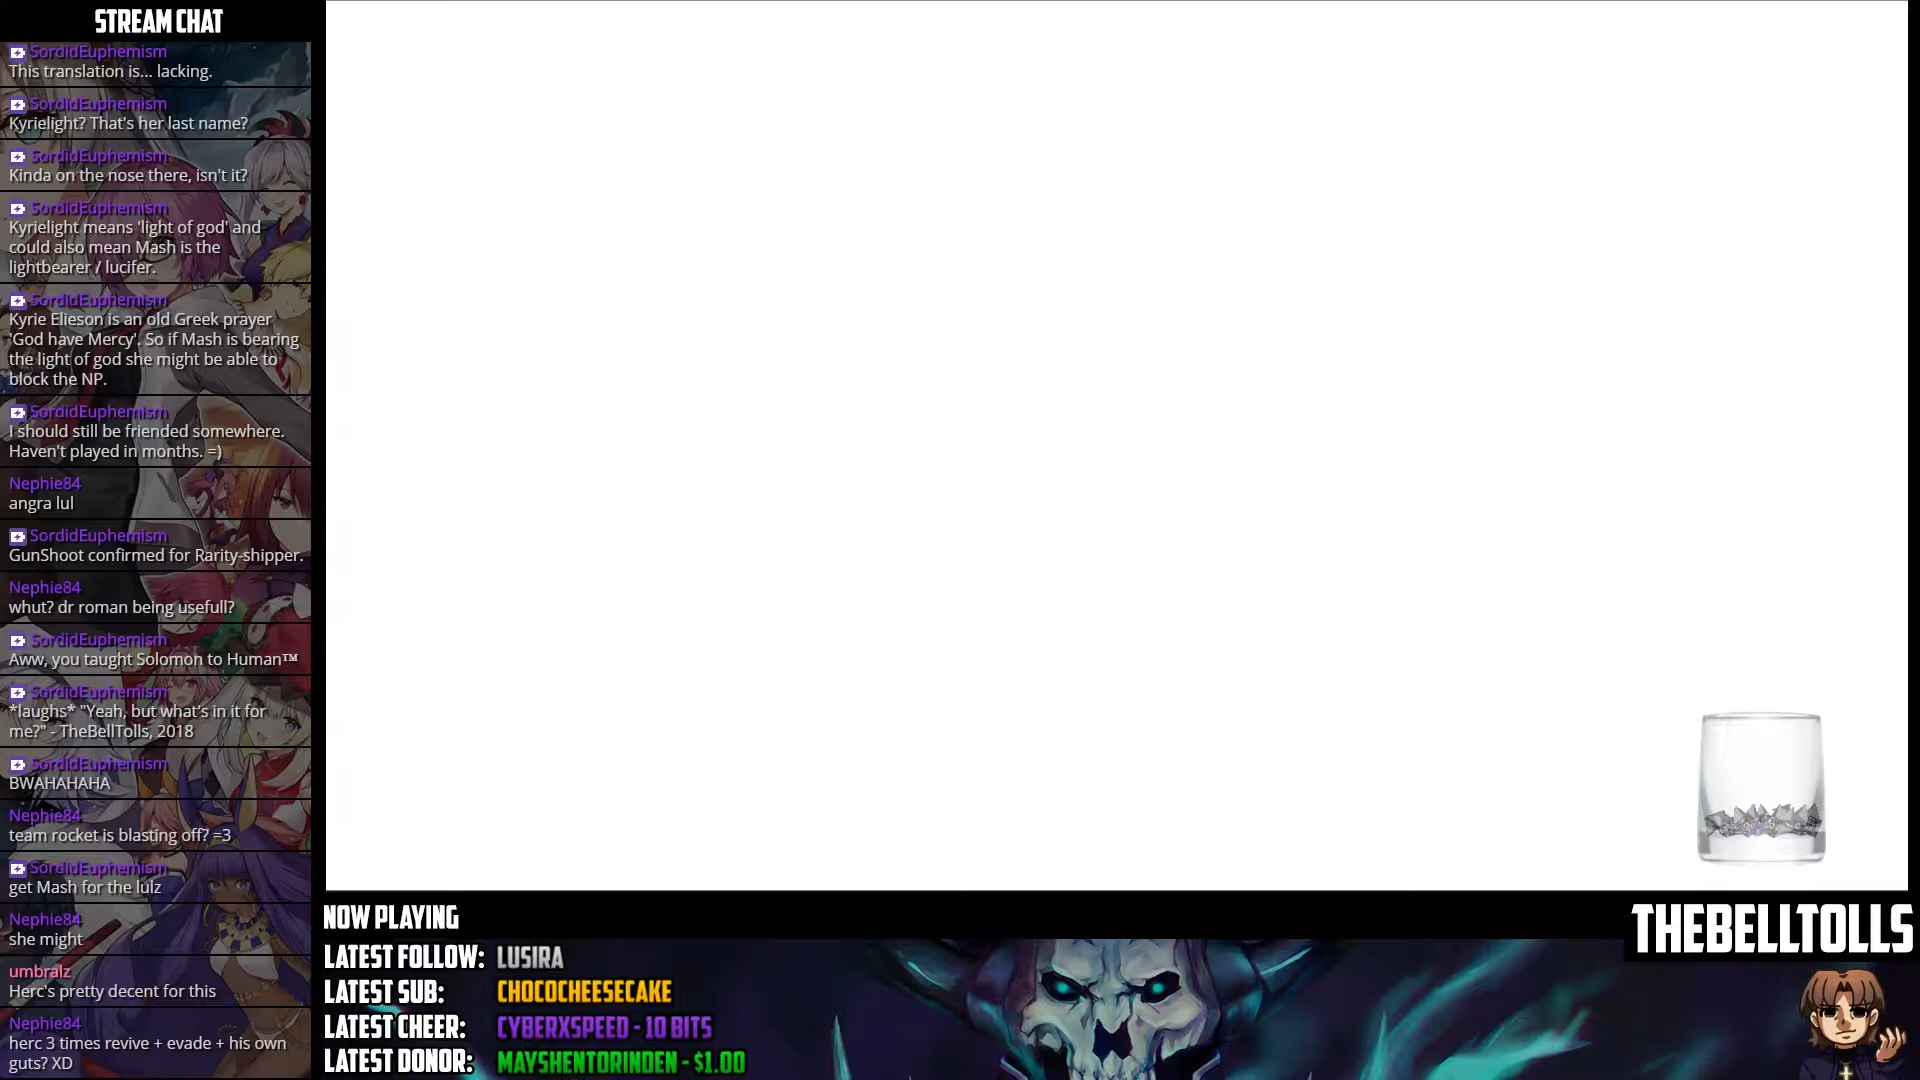 STREAM CHAT
SordidEuphemism
This translation is... lacking.
SordidEuphemism
Kyrielight? That's her last name?
SordidEuphemism
Kinda on the nose there, isn't it?
SordidEuphemism
Kyrielight means 'light of god' and
could also mean Mash is the
lightbearer / lucifer.
SordidEuphemism
Kyrie Elieson is an old Greek prayer
'God have Mercy'. So if Mash is bearing
the light of god she might be able to
block the NP.
SordidEuphemism
I should still be friended somewhere.
Haven't played in months. =)
Nephie84
angra lul
SordidEuphemism
GunShoot confirmed for Rarity-shipper.
Nephie84
whut? dr roman being usefull?
SordidEuphemism
Aww, you taught Solomon to Human™
SordidEuphemism
*laughs* "Yeah, but what's in it for
me?" - TheBellTolls, 2018
SordidEuphemism
BWAHAHAHA
Nephie84
team rocket is blasting off? =3
SordidEuphemism
get Mash for the lulz
Nephie84
she might
umbralz
Herc's pretty decent for this
Nephie84
herc 3 times revive + evade + his own
guts? XD
NOW PLAYING
THEBELLTOLLS
LATEST FOLLOW: LUSIRA
LATEST SUB: CHOCOCHEESECAKE
LATEST CHEER: CYBERXSPEED - 10 BITS
LATEST DONOR: MAYSHENTORINDEN - $1.00